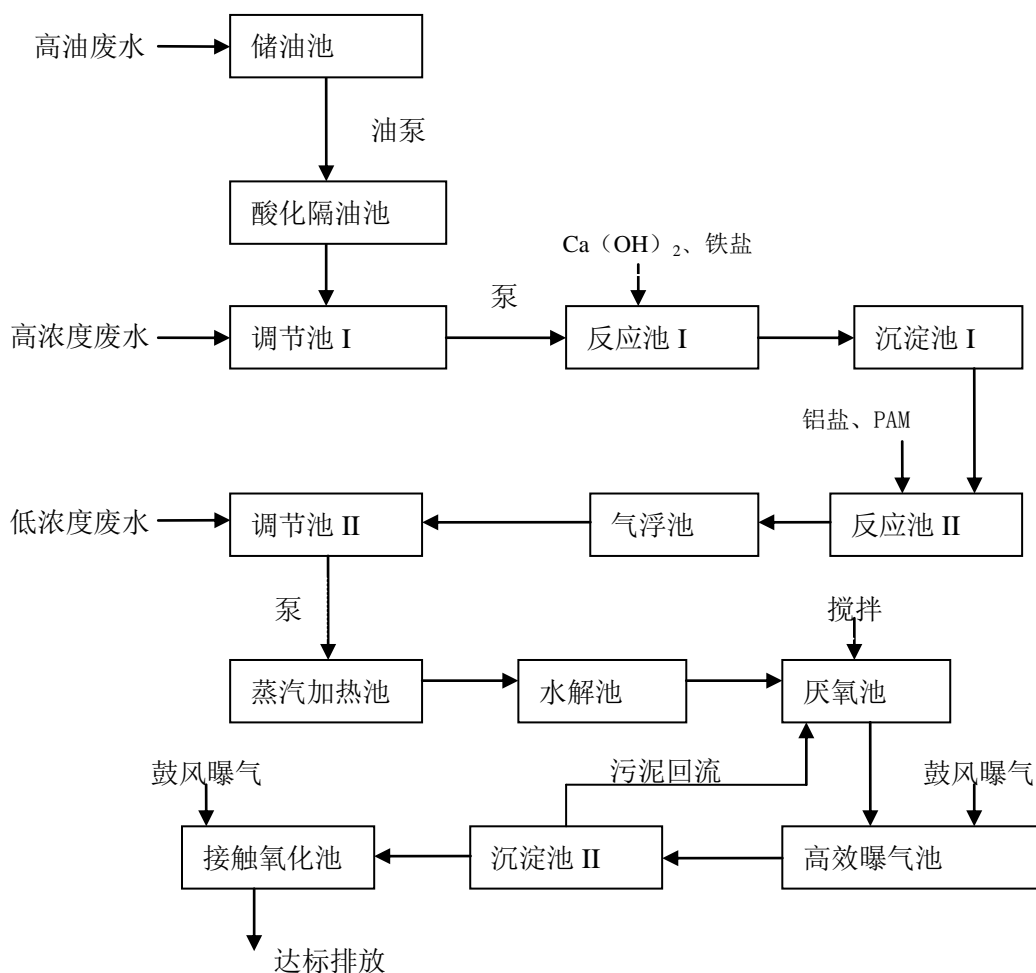 高油废水
储油池
油泵
酸化隔油池
Ca（OH）2、铁盐
泵
高浓度废水
调节池 I
反应池 I
沉淀池 I
铝盐、PAM
低浓度废水
调节池 II
气浮池
反应池 II
泵
搅拌
蒸汽加热池
水解池
厌氧池
鼓风曝气
污泥回流
鼓风曝气
接触氧化池
沉淀池 II
高效曝气池
达标排放